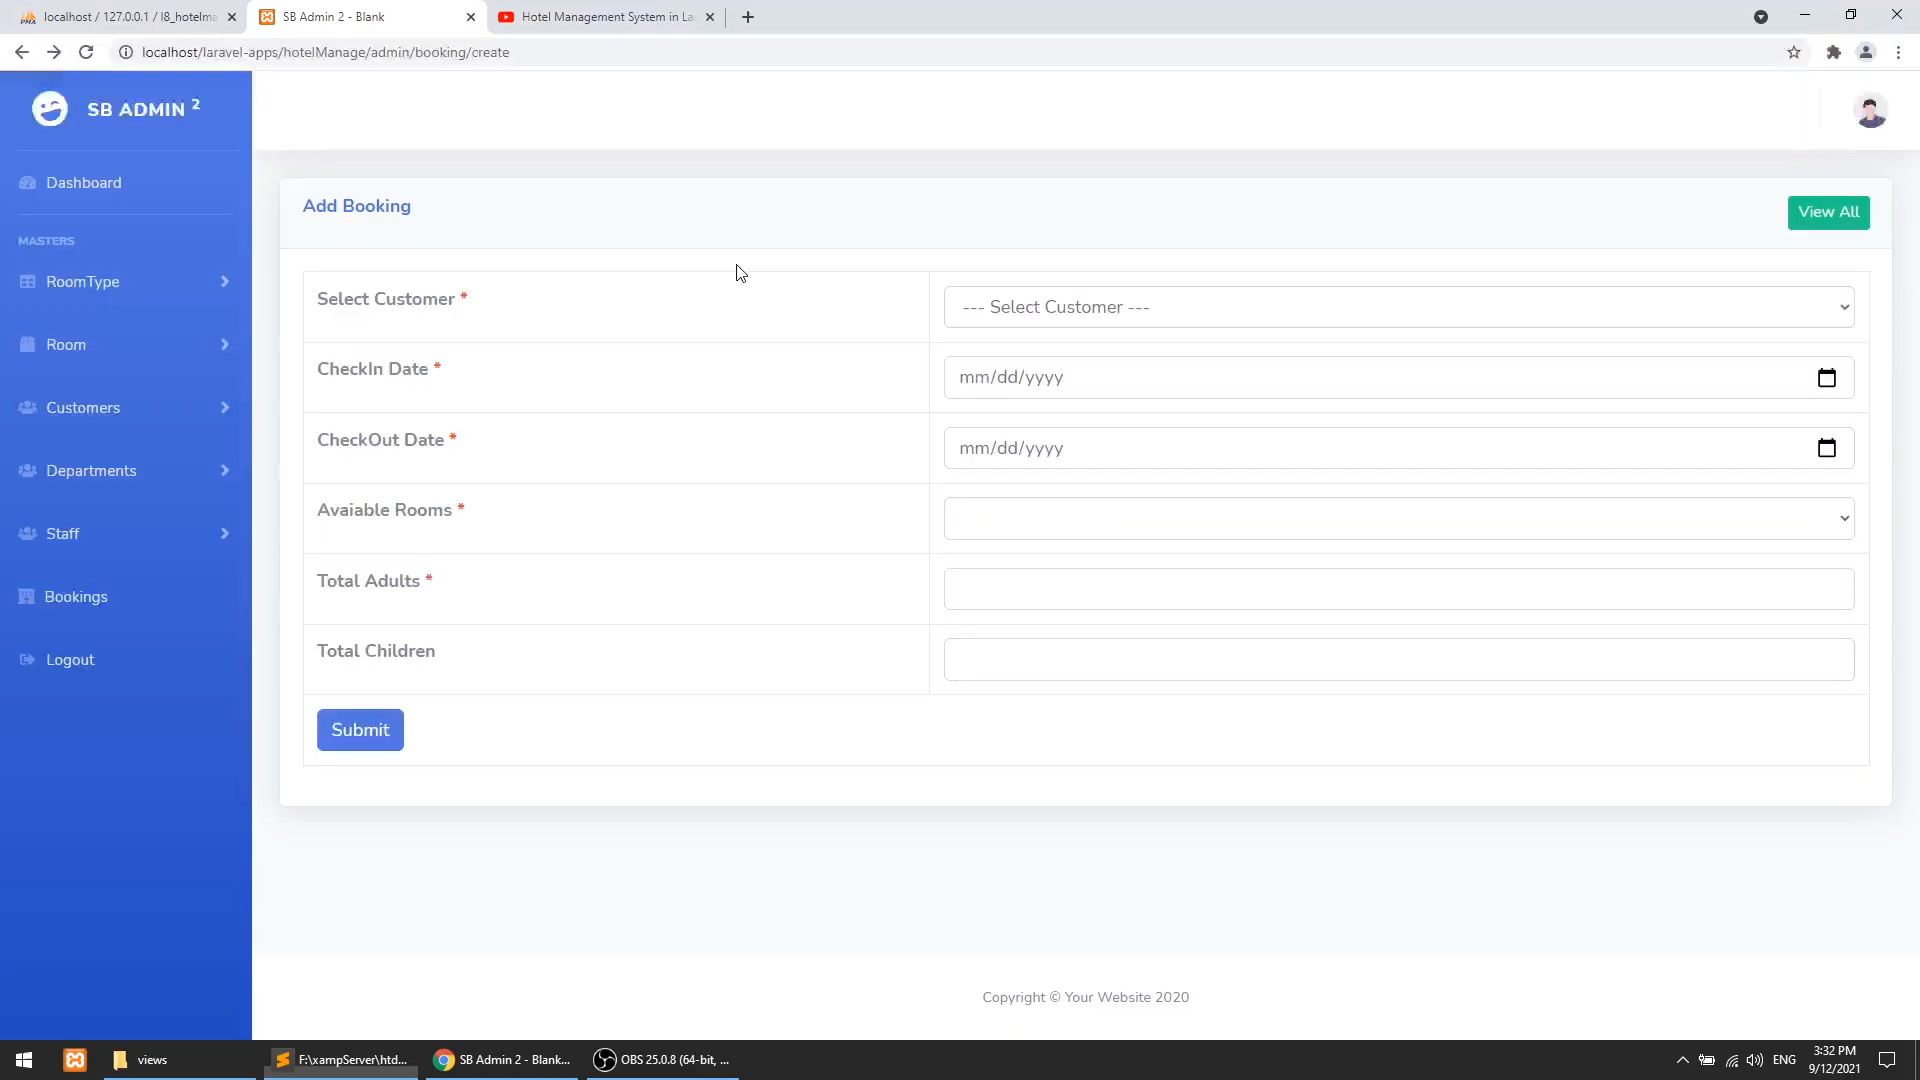 localhost / 127.0.0.1 / l8_hotelma
SB Admin 2 - Blank
Hotel Management System in La
localhost/laravel-apps/hotelManage/admin/booking/create
SB ADMIN 2
Dashboard
MASTERS
RoomType
Room
Customers
Departments
Staff
Bookings
Logout
Add Booking
View All
Select Customer *
--- Select Customer ---
CheckIn Date *
mm/dd/yyyy
CheckOut Date *
mm/dd/yyyy
Avaiable Rooms *
Total Adults *
Total Children
Submit
Copyright © Your Website 2020
views
F:\xampServer\htd...
SB Admin 2 - Blank...
OBS 25.0.8 (64-bit, ...
ENG
3:32 PM
9/12/2021